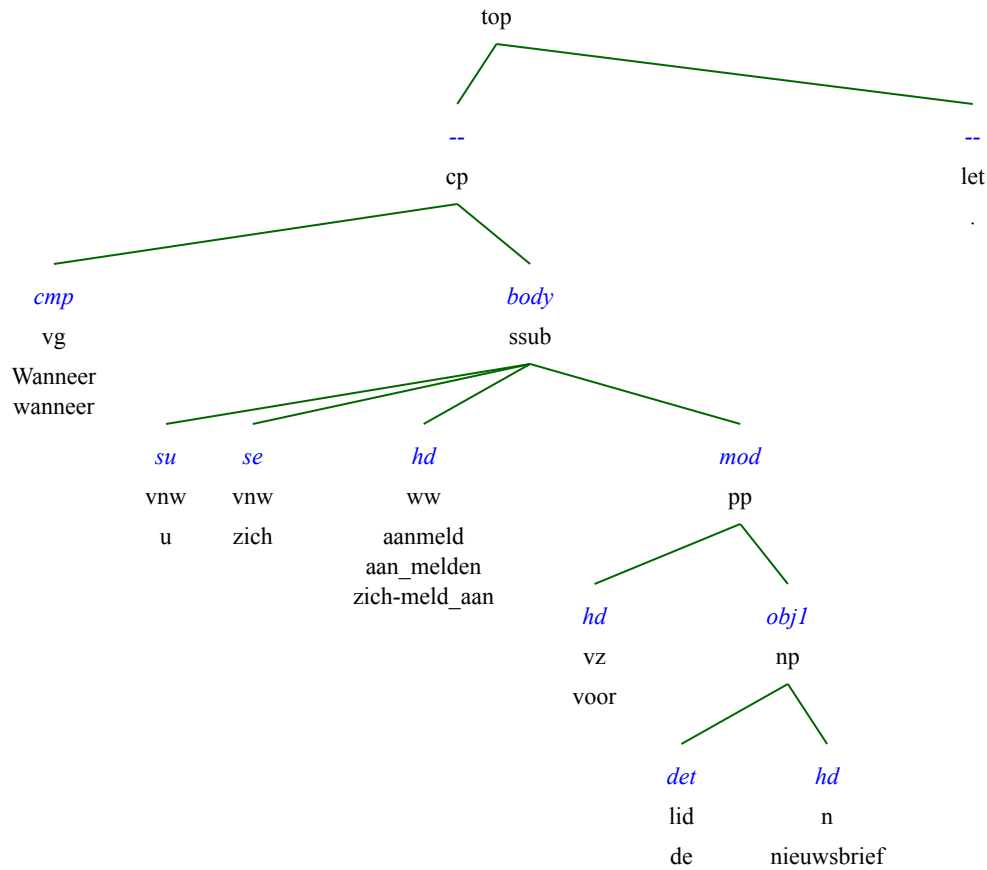 top
-- --
cp let
.
cmp body
vg ssub
Wanneer
wanneer
su se hd mod
vnw vnw ww pp
u zich aanmeld
aan_melden
zich-meld_aan
hd obj1
vz np
voor
det hd
lid n
de nieuwsbrief